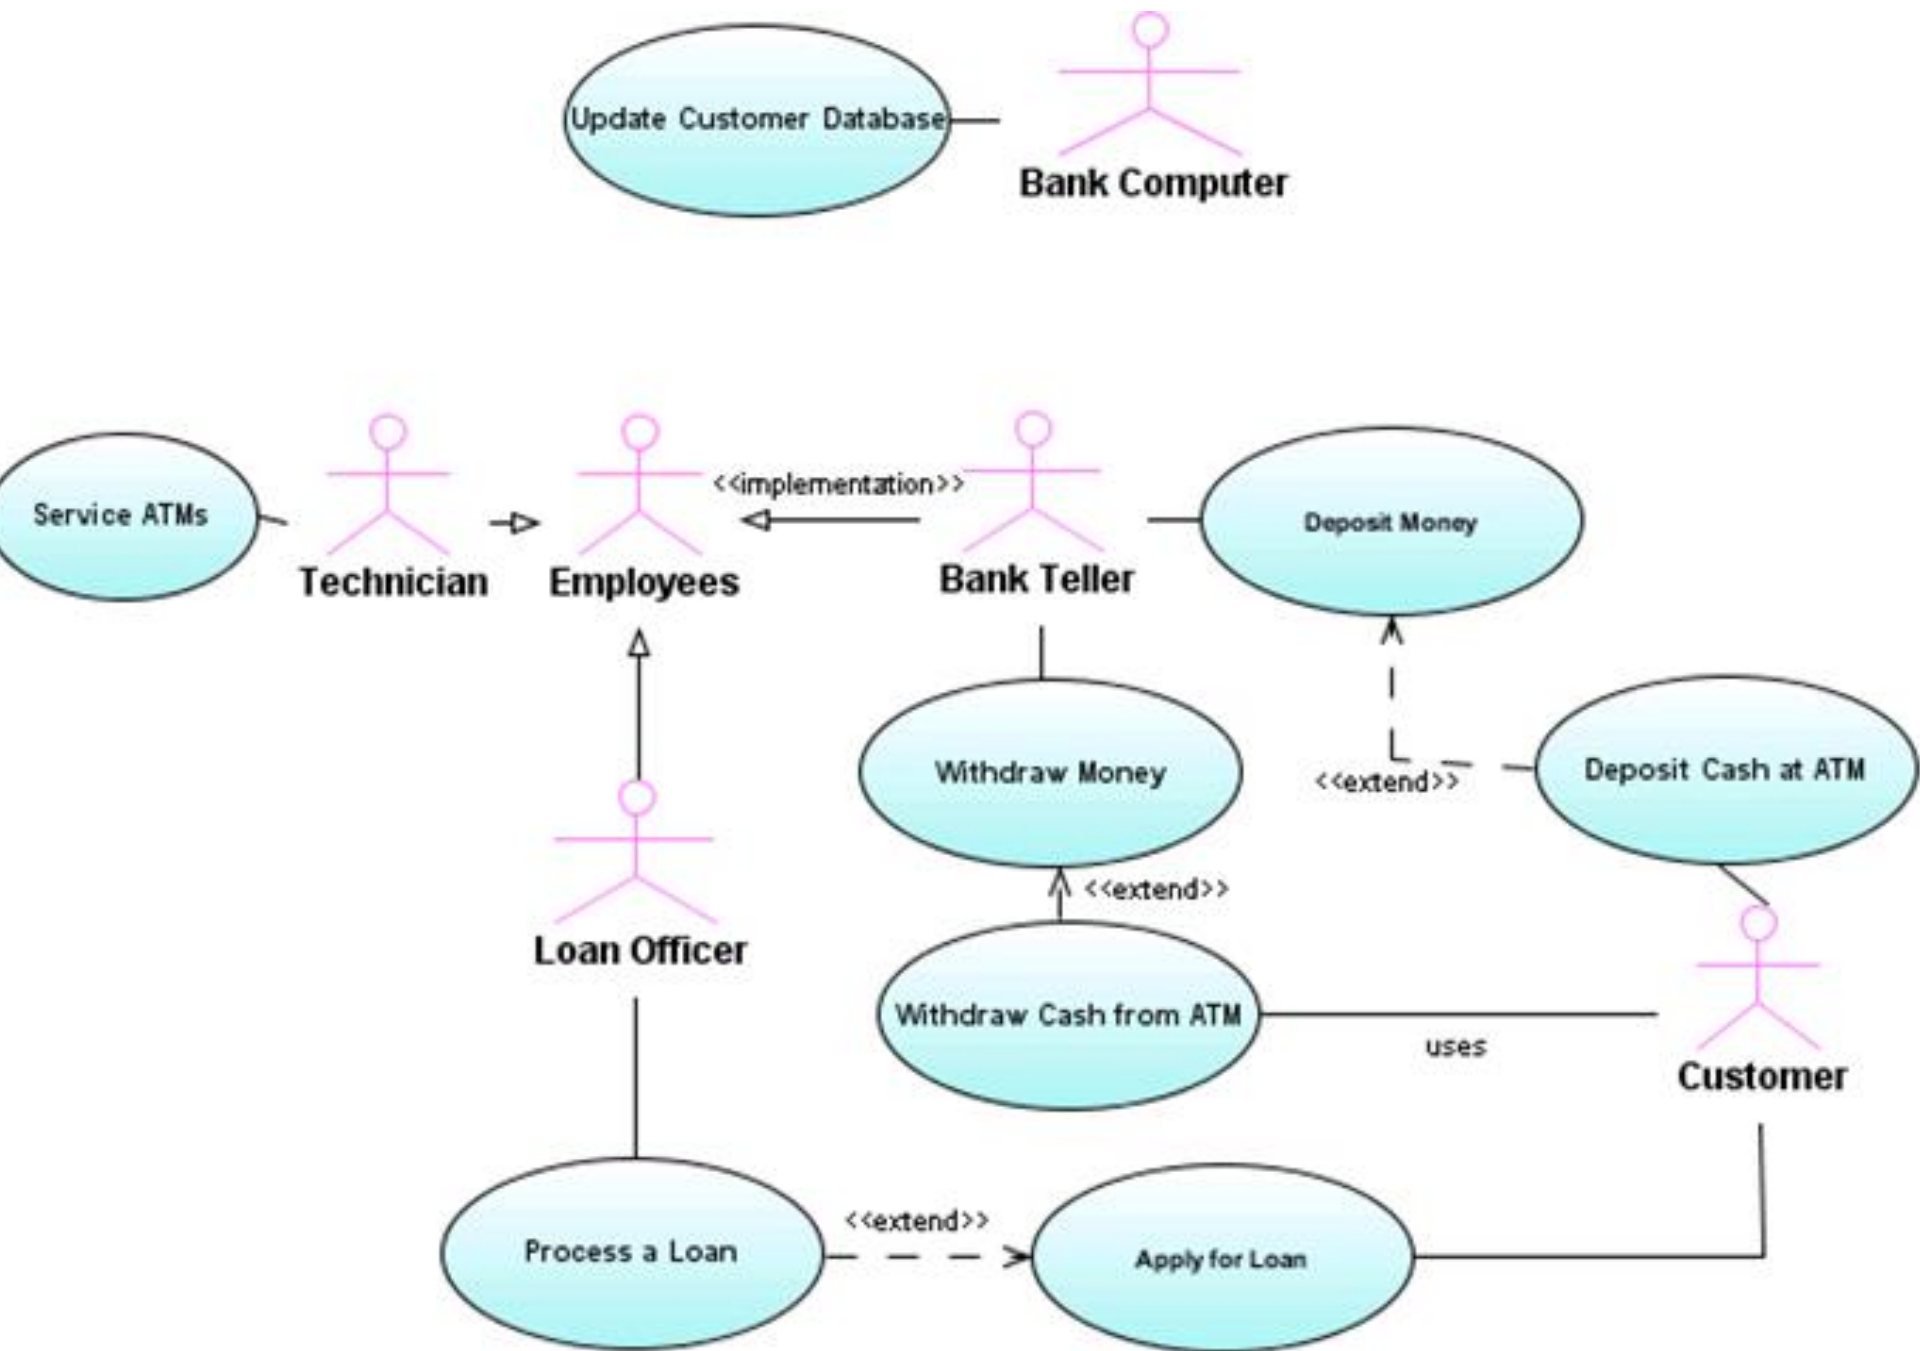 Update Customer Database
Bank Computer
<<implementation>>
Service ATMs
Deposit Money
Technician
Employees
Bank Teller
Withdraw Money
Deposit Cash at ATM
<<extend>>
<<extend>>
Loan Officer
Withdraw Cash from ATM
uses
Customer
<<extend>>
Process a Loan
Apply for Loan